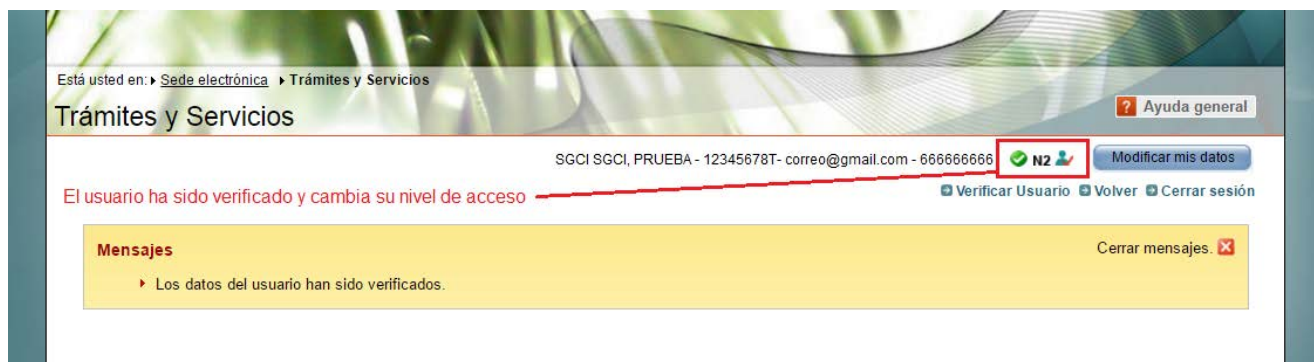 Está usted en: Sede electrónica Trámites y Servicios
Trámites y Servicios
? Ayuda general
SGCI SGCI, PRUEBA - 12345678T- correo@gmail.com - 666666666 N2 Modificar mis datos
El usuario ha sido verificado y cambia su nivel de acceso
Verificar Usuario Volver Cerrar sesión
Mensajes Cerrar mensajes.
Los datos del usuario han sido verificados.